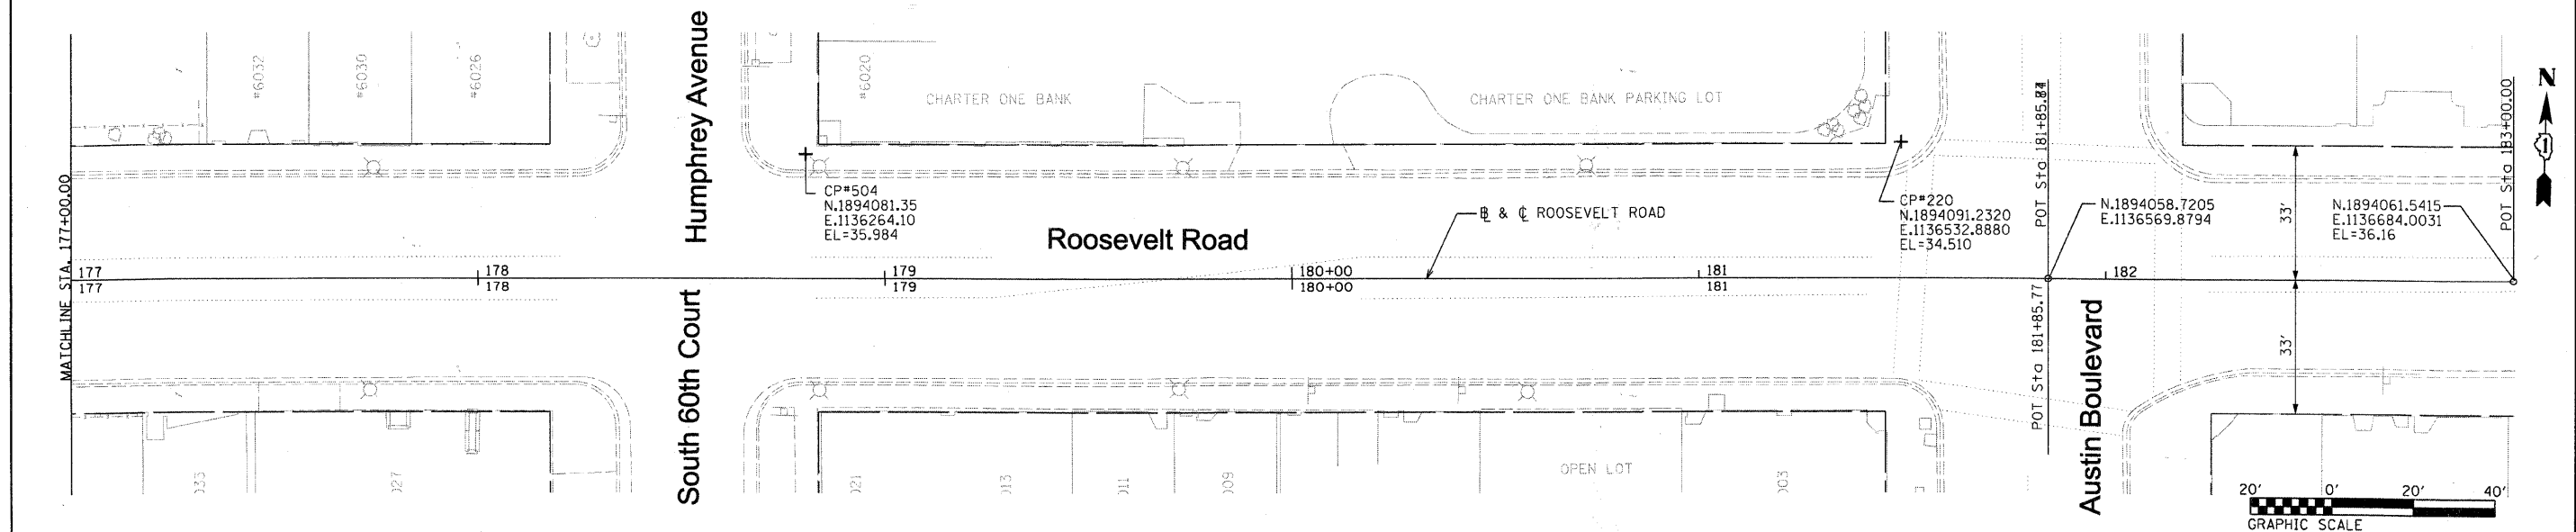 MATCHLINE STA. 177+00.00
#6032
#6030
#6026
Humphrey Avenue
South 60th Court
#6020
CHARTER ONE BANK
CHARTER ONE BANK PARKING LOT
CP#504
N.1894081.35
E.1136264.10
EL=35.984
Roosevelt Road
℄ ROOSEVELT ROAD
CP#220
N.1894091.2320
E.1136532.8880
EL=34.510
POT Sta
N.1894058.7205
E.1136569.8794
N.1894061.5415
E.1136684.0031
EL=36.16
POT Sta 183+00.00
N
33'
33'
177 178 179 180+00 181 182
177 178 179 180+00 181
POT Sta 181+85.77
Austin Boulevard
OPEN LOT
20' 0' 20' 40'
GRAPHIC SCALE